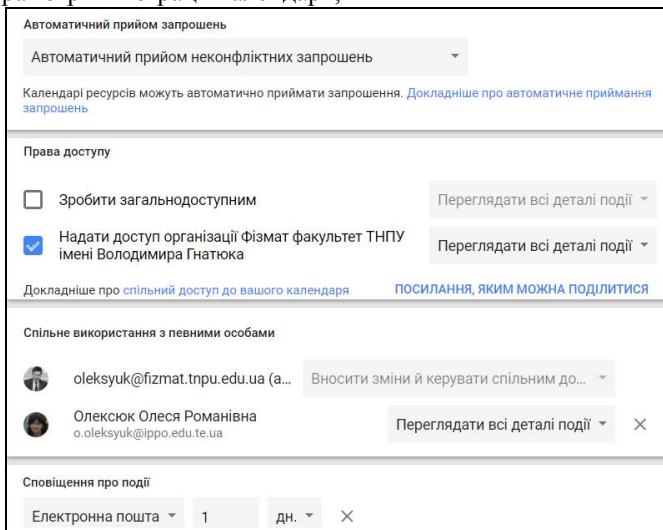 Автоматичний прийом запрошень
Автоматичний прийом неконфліктних запрошень
Календарі ресурсів можуть автоматично приймати запрошення. Докладніше про автоматичне приймання
запрошень
Права доступу
Зробити загальнодоступним
Переглядати всі деталі події
Надати доступ організації Фізмат факультет ТНПУ
імені Володимира Гнатюка
Переглядати всі деталі події
Докладніше про спільний доступ до вашого календаря
ПОСИЛАННЯ, ЯКИМ МОЖНА ПОДІЛИТИСЯ
Спільне використання з певними особами
oleksyuk@fizmat.tnpu.edu.ua (а...
Вносити зміни й керувати спільним до...
Олексюк Олеся Романівна
o.oleksyuk@ippo.edu.te.ua
Переглядати всі деталі події
Сповіщення про події
Електронна пошта 1 дн.